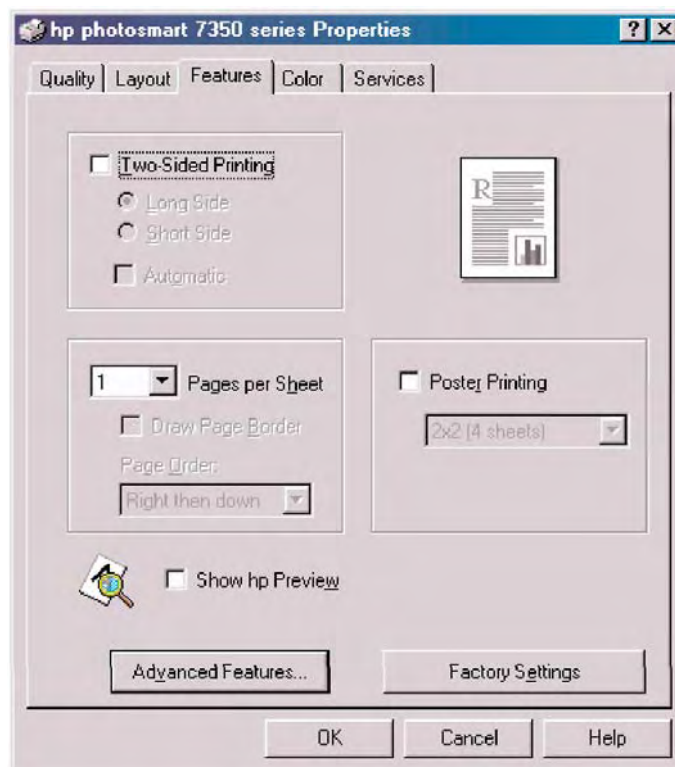 hp photosmart 7350 series Properties
Quality Layout Features Color Services
Two-Sided Printing
Long Side
Short Side
Automatic
R
1 Pages per Sheet
Draw Page Border
Page Order:
Right then down
Poster Printing
2x2 (4 sheets)
Show hp Preview
Advanced Features... Factory Settings
OK Cancel Help